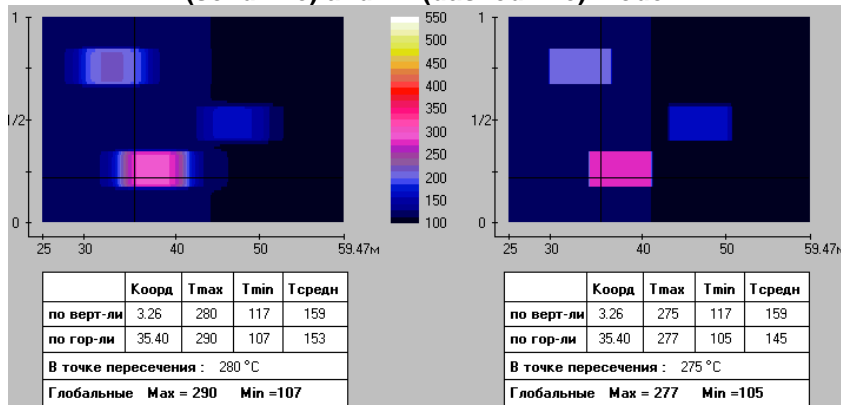 1
1/2
0
25 30 40 50 59.47м
550
500
450
400
350
300
250
200
150
100
1
1/2
0
25 30 40 50 59.47м
Коорд Tmax Tmin Tсредн
по верт-ли 3.26 280 117 159
по гор-ли 35.40 290 107 153
В точке пересечения : 280 °C
Глобальные Max = 290 Min =107
Коорд Tmax Tmin Tсредн
по верт-ли 3.26 275 117 159
по гор-ли 35.40 277 105 145
В точке пересечения : 275 °C
Глобальные Max = 277 Min =105